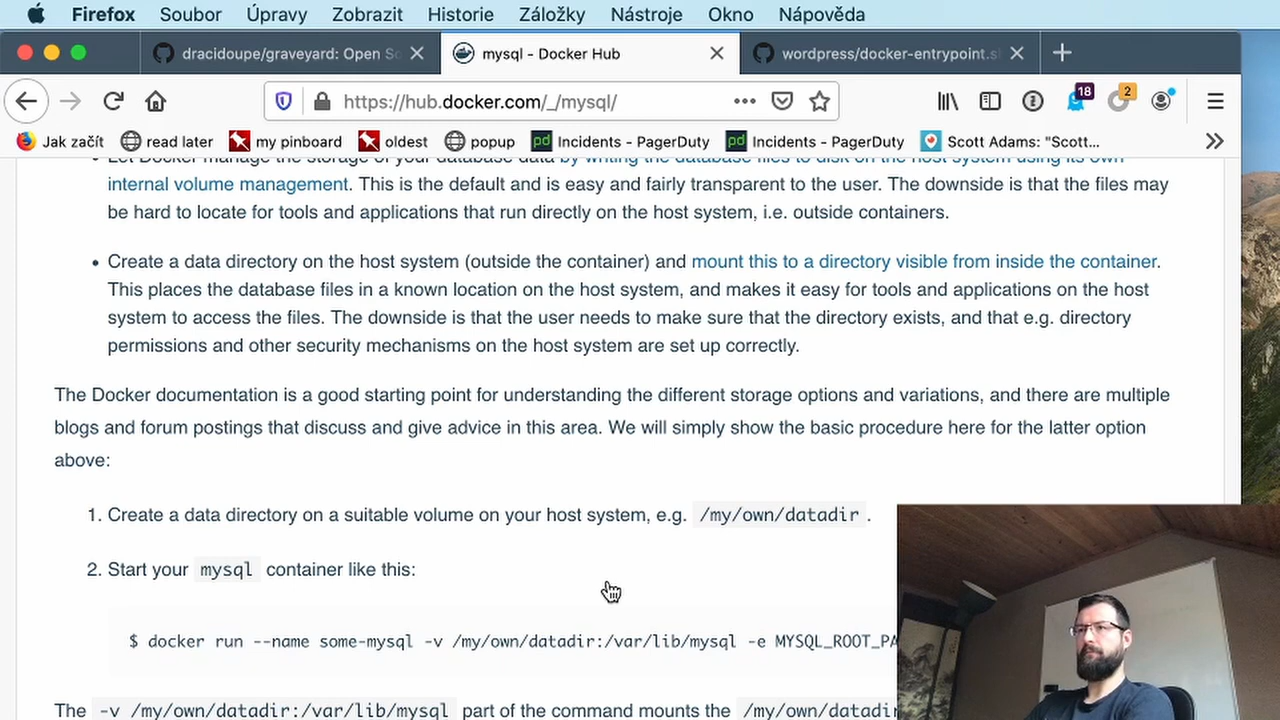 Firefox Soubor Úpravy Zobrazit Historie Záložky Nástroje Okno Nápověda
dracidoupe/graveyard: Open So
mysql - Docker Hub
wordpress/docker-entrypoint.s
https://hub.docker.com/_/mysql/
18
2
Jak začít read later my pinboard oldest popup Incidents - PagerDuty Incidents - PagerDuty Scott Adams: "Scott...
Let Docker manage the storage of your database data by writing the database files to disk on the host system using its own
internal volume management. This is the default and is easy and fairly transparent to the user. The downside is that the files may
be hard to locate for tools and applications that run directly on the host system, i.e. outside containers.
• Create a data directory on the host system (outside the container) and mount this to a directory visible from inside the container.
This places the database files in a known location on the host system, and makes it easy for tools and applications on the host
system to access the files. The downside is that the user needs to make sure that the directory exists, and that e.g. directory
permissions and other security mechanisms on the host system are set up correctly.
The Docker documentation is a good starting point for understanding the different storage options and variations, and there are multiple
blogs and forum postings that discuss and give advice in this area. We will simply show the basic procedure here for the latter option
above:
1. Create a data directory on a suitable volume on your host system, e.g. /my/own/datadir .
2. Start your mysql container like this:
$ docker run --name some-mysql -v /my/own/datadir:/var/lib/mysql -e MYSQL_ROOT_PA
The -v /my/own/datadir:/var/lib/mysql part of the command mounts the /my/own/datadir